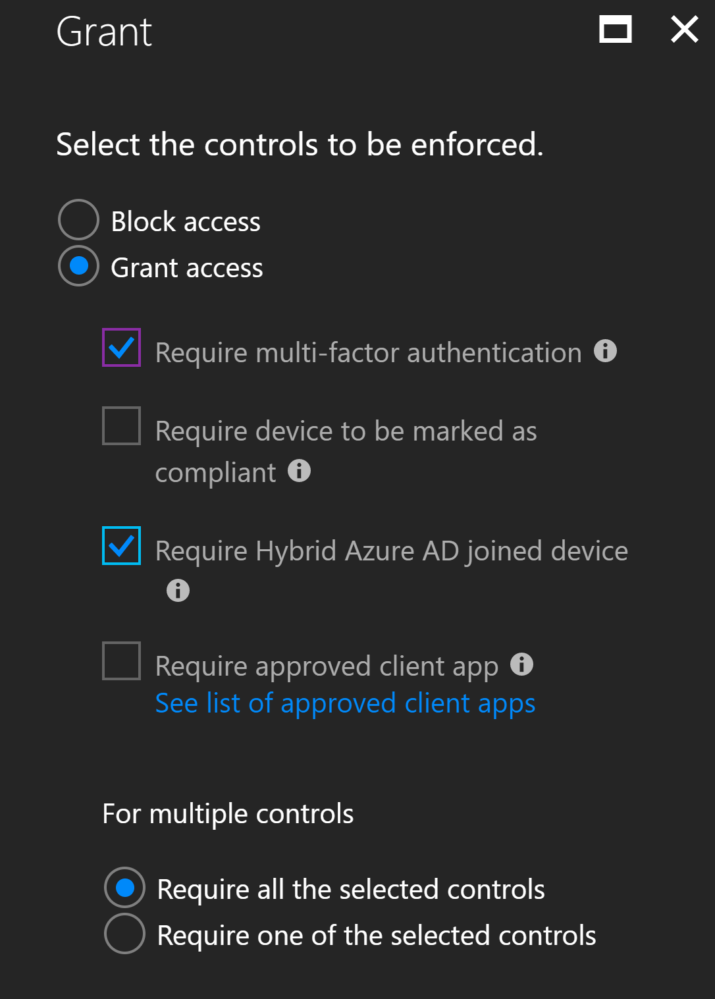 Grant
Select the controls to be enforced.
Block access
Grant access
Require multi-factor authentication
Require device to be marked as
compliant
Require Hybrid Azure AD joined device
Require approved client app
See list of approved client apps
For multiple controls
Require all the selected controls
Require one of the selected controls